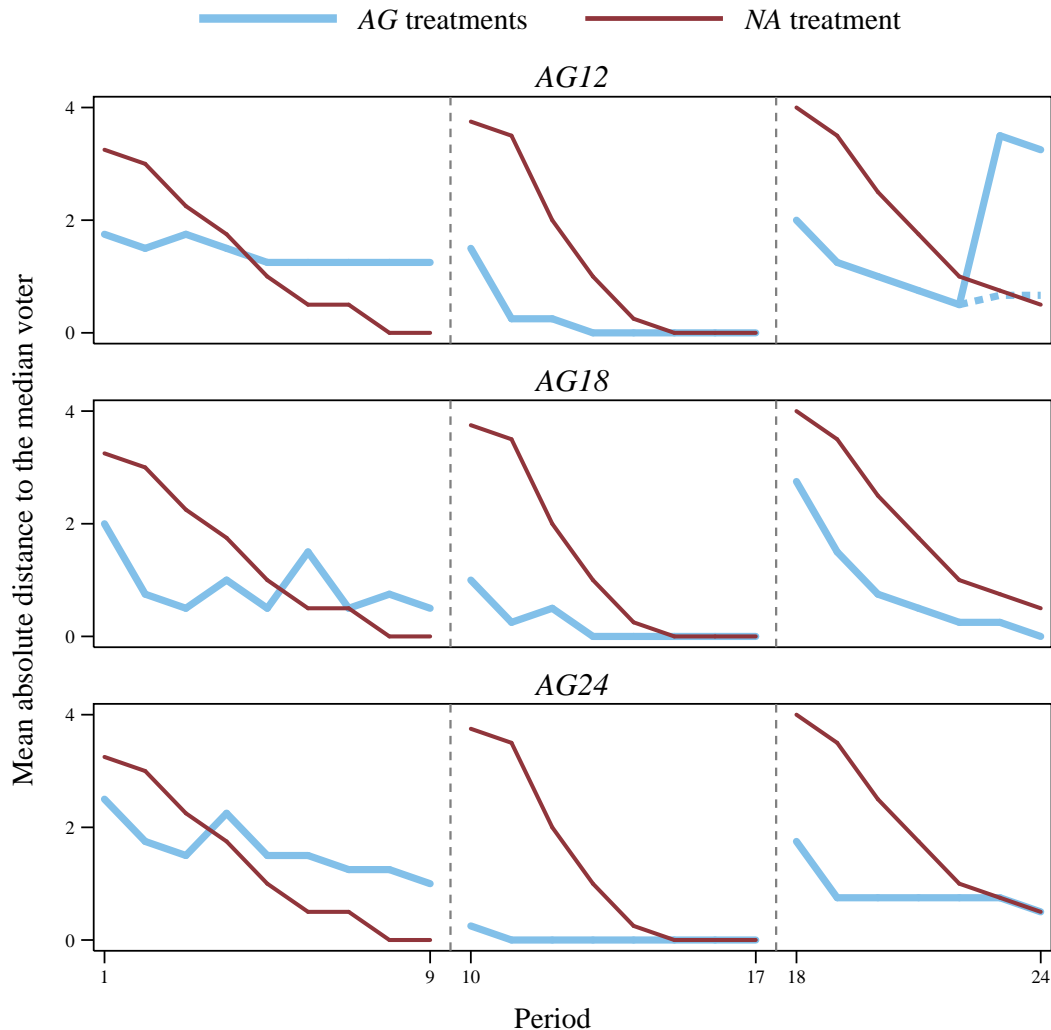 AG treatments NA treatment
AG12
4
2
0
AG18
4
2
0
AG24
4
2
0
Mean absolute distance to the median voter
1 9 10 17 18 24
Period